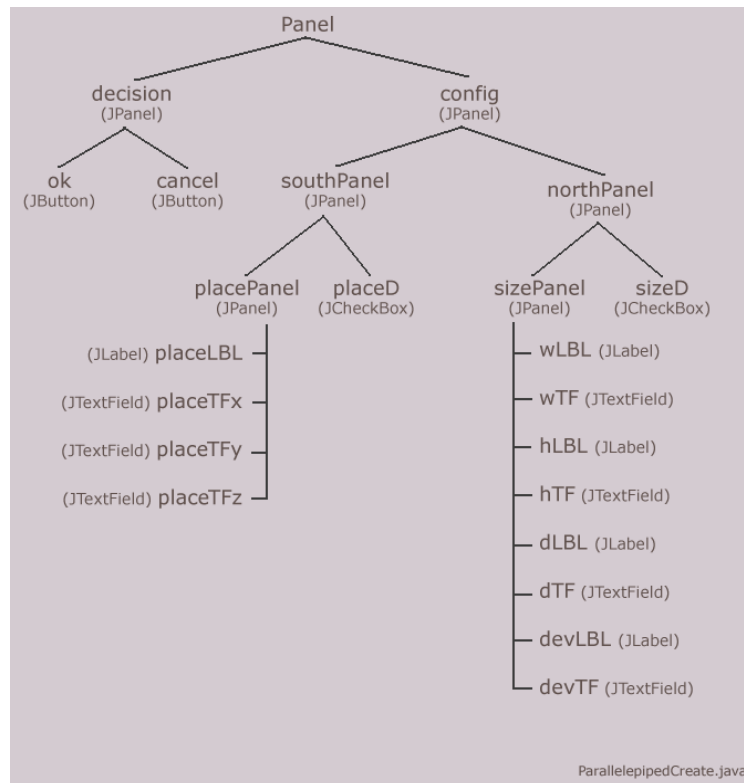 Panel
decision
(JPanel)
config
(JPanel)
ok
(JButton)
cancel
(JButton)
southPanel
(JPanel)
northPanel
(JPanel)
placePanel
(JPanel)
placeD
(JCheckBox)
sizePanel
(JPanel)
sizeD
(JCheckBox)
(JLabel) placeLBL
(JTextField) placeTFx
(JTextField) placeTFy
(JTextField) placeTFz
wLBL (JLabel)
wTF (JTextField)
hLBL (JLabel)
hTF (JTextField)
dLBL (JLabel)
dTF (JTextField)
devLBL (JLabel)
devTF (JTextField)
ParallelepipedCreate.java